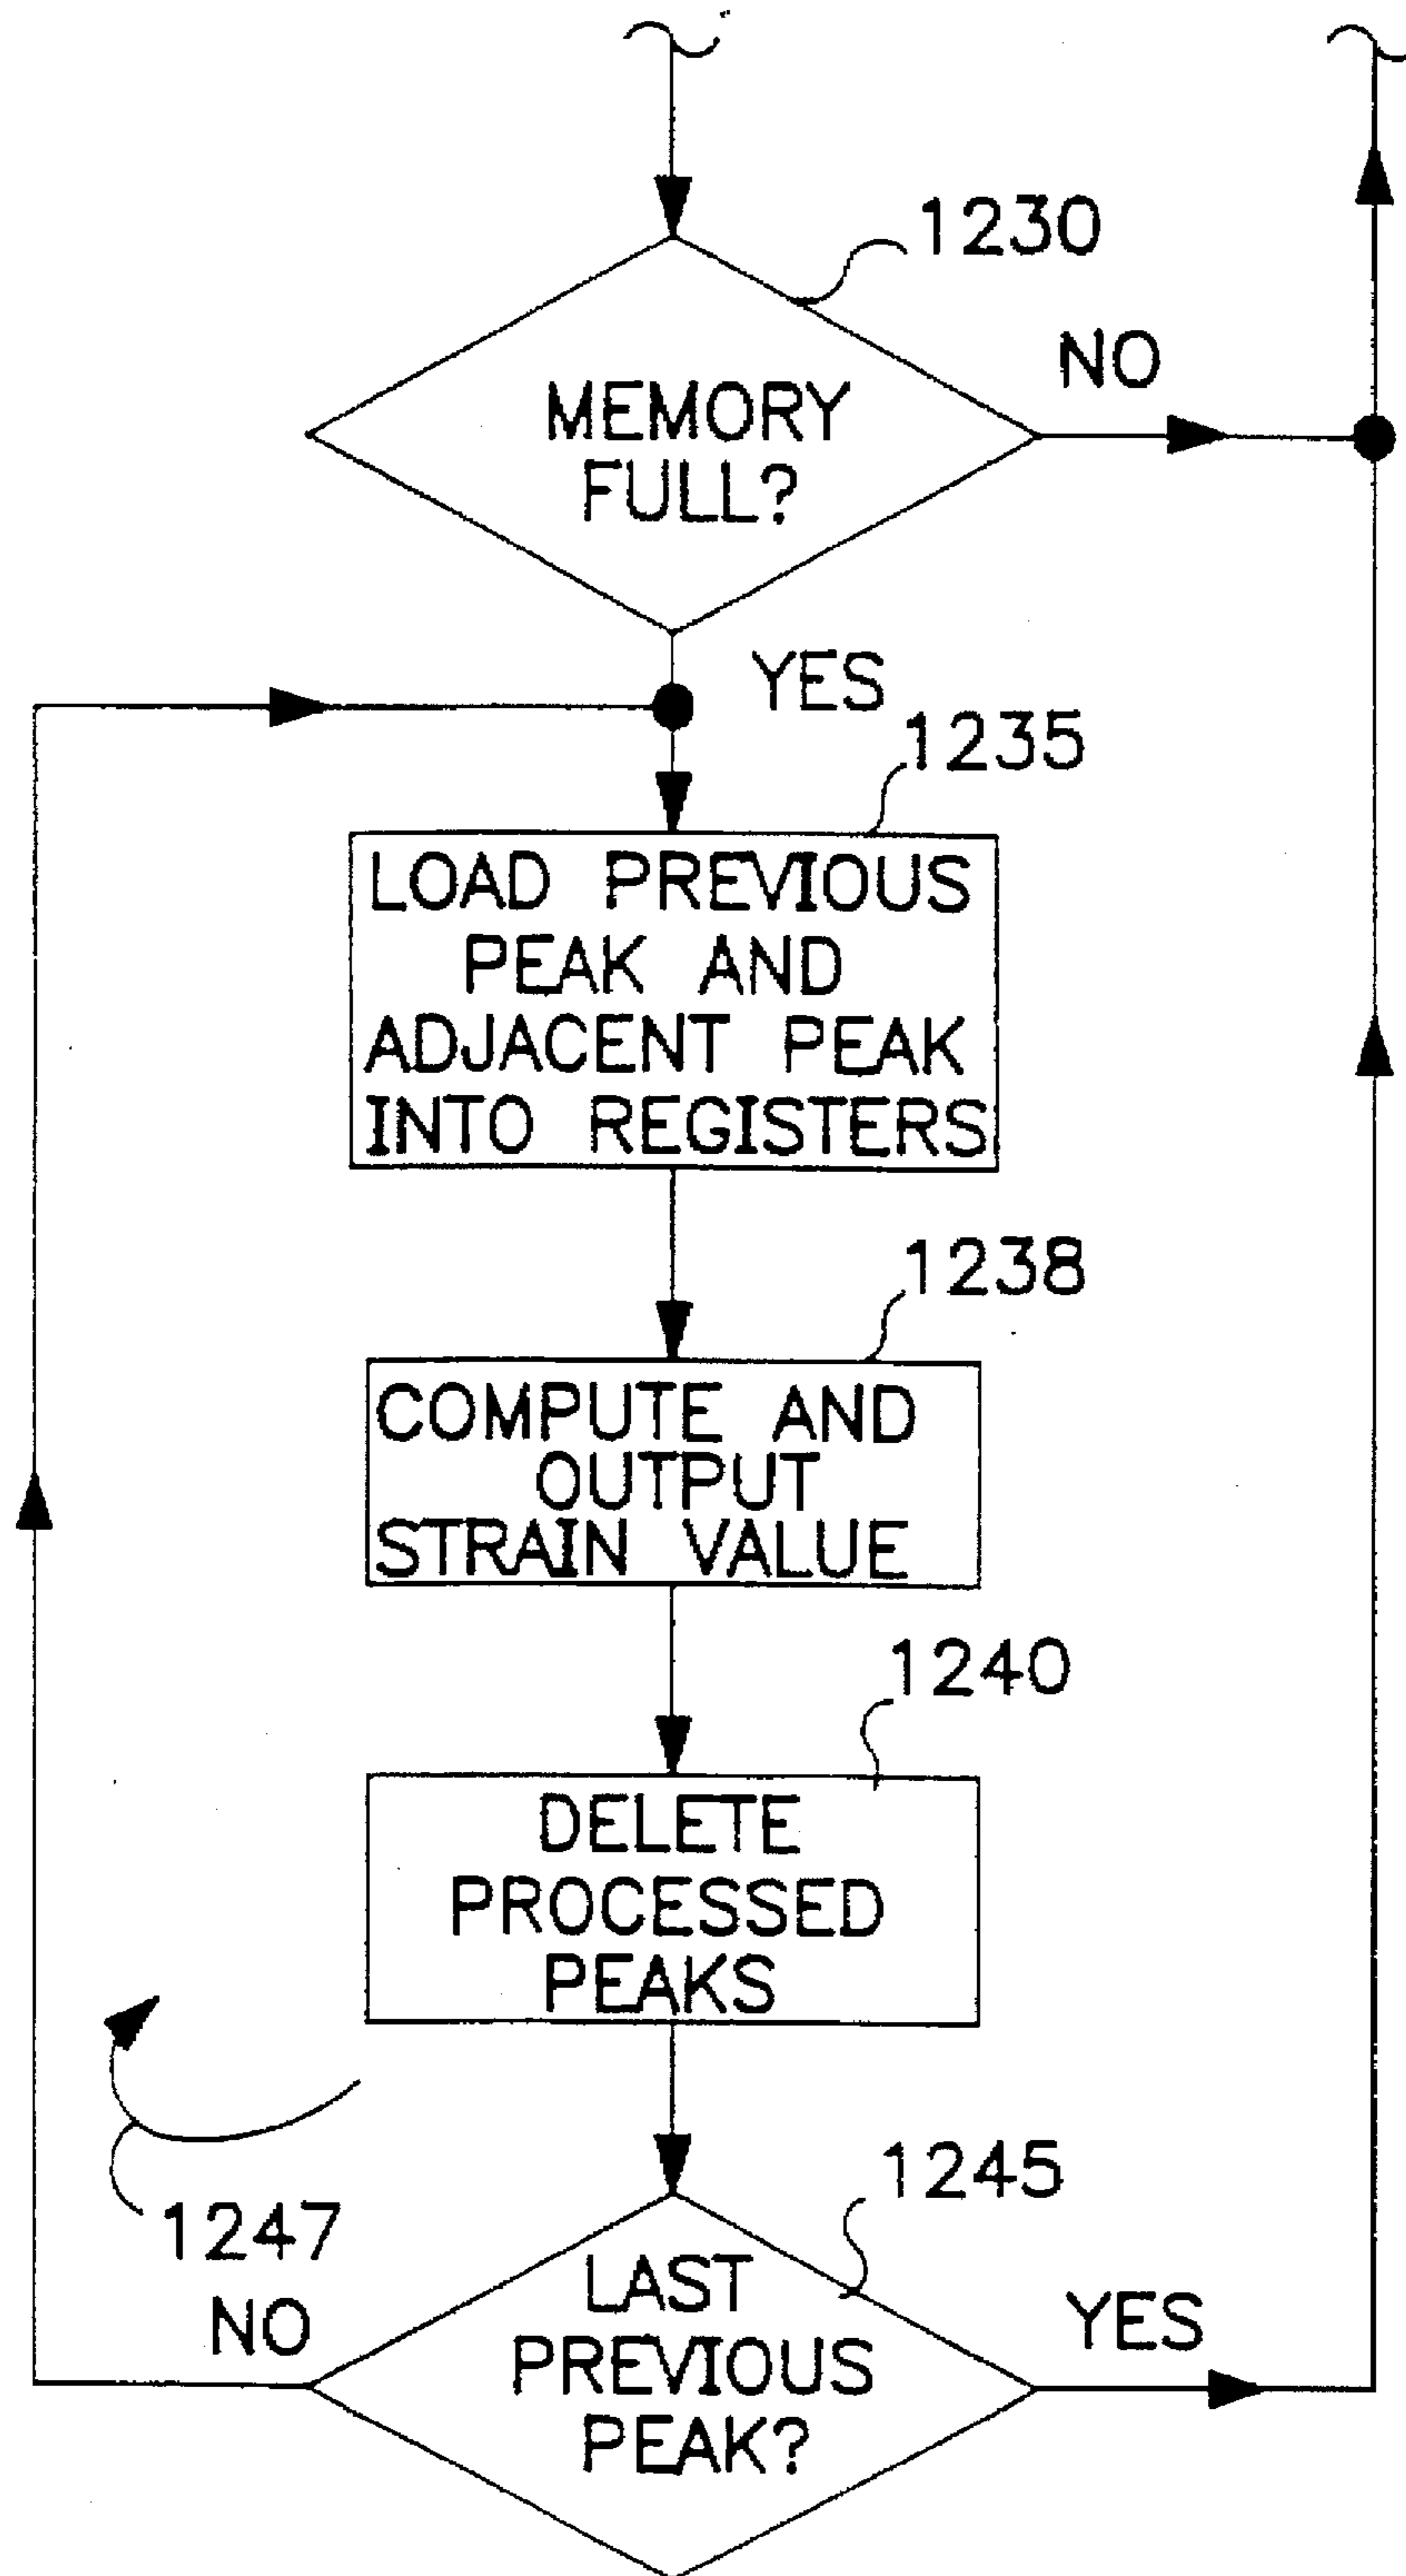 1230
NO
MEMORY
FULL?
YES
1235
LOAD PREVIOUS
PEAK AND
ADJACENT PEAK
INTO REGISTERS
1238
COMPUTE AND
OUTPUT
STRAIN VALUE
1240
DELETE
PROCESSED
PEAKS
1245
1247
LAST
NO
YES
PREVIOUS
PEAK?